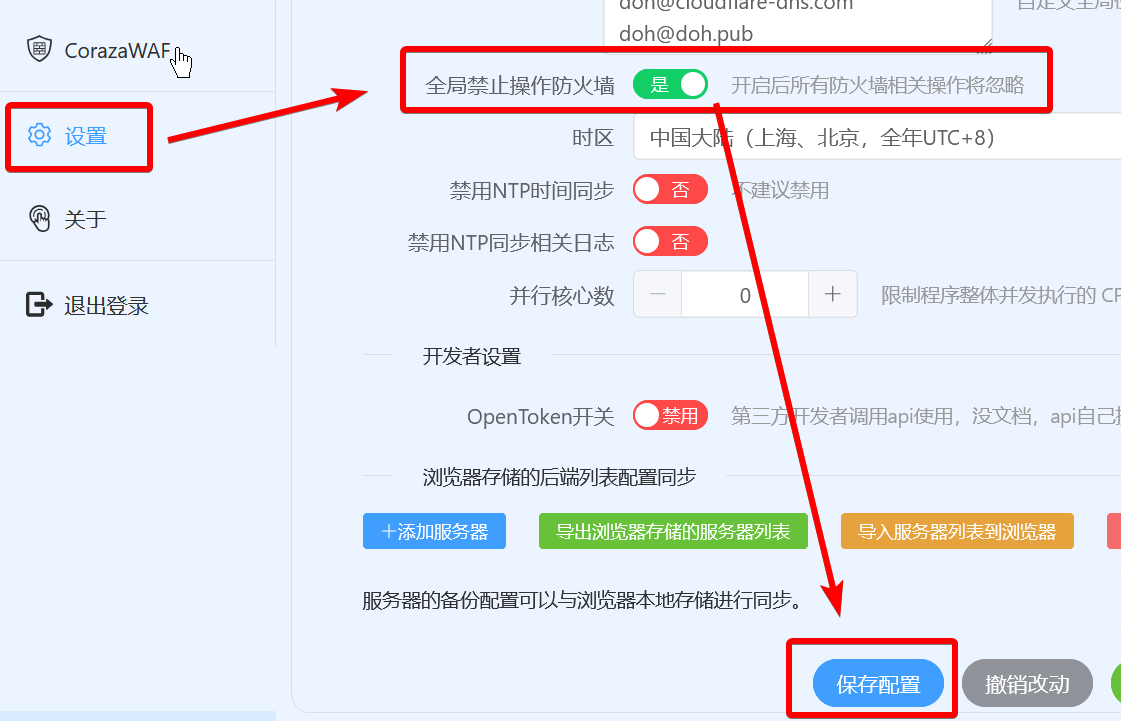 CorazaWAF
设置
关于
退出登录
doh@cloudflare-dns.com
doh@doh.pub
全局禁止操作防火墙 是 开启后所有防火墙相关操作将忽略
时区 中国大陆（上海、北京，全年UTC+8）
禁用NTP时间同步 否 不建议禁用
禁用NTP同步相关日志 否
并行核心数 0 限制程序整体并发执行的
开发者设置
OpenToken开关 禁用 第三方开发者调用api使用，没文档，api自己
浏览器存储的后端列表配置同步
+添加服务器 导出浏览器存储的服务器列表 导入服务器列表到浏览器
服务器的备份配置可以与浏览器本地存储进行同步。
保存配置 撤销改动